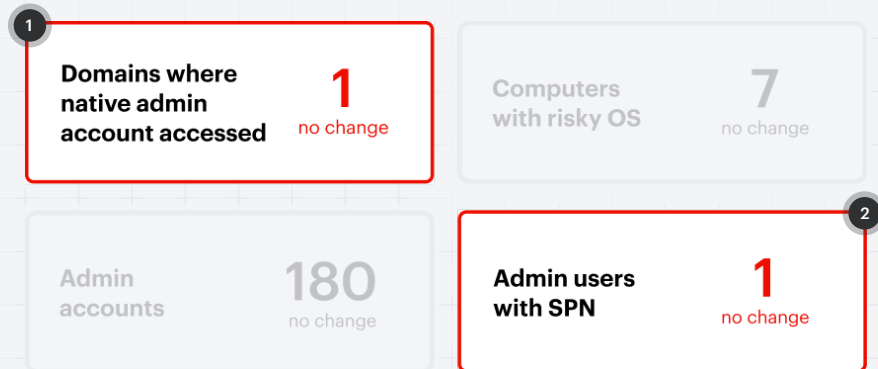 1
Domains where
native admin
account accessed
1
no change
Computers
with risky OS
7
no change
2
Admin
accounts
180
no change
Admin users
with SPN
1
no change